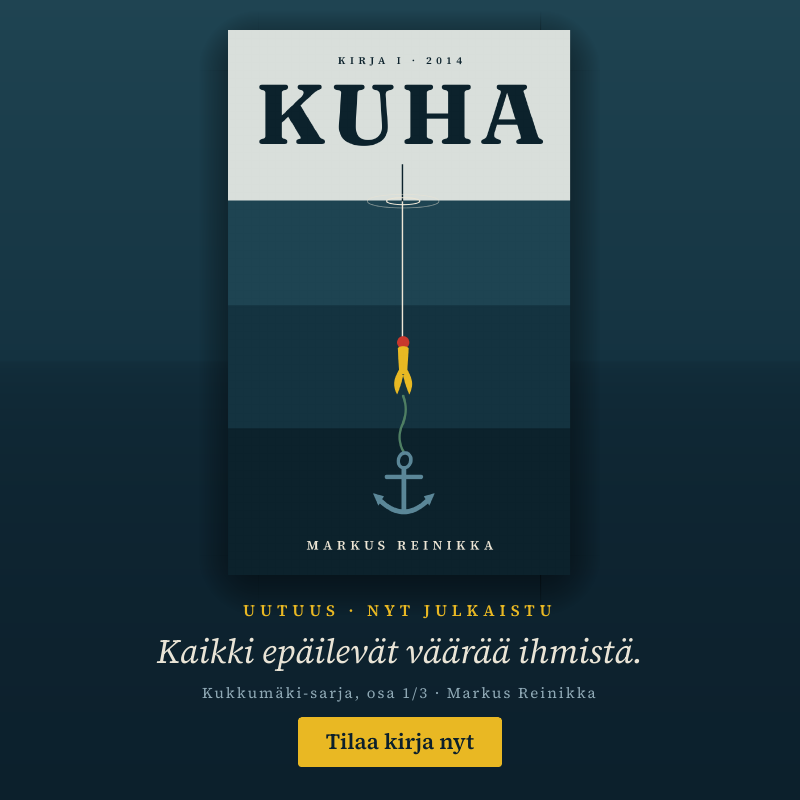 KIRJA I · 2014
KUHA
MARKUS REINIKKA
UUTUUS · NYT JULKAISTU
Kaikki epäilevät väärää ihmistä.
Kukkumäki-sarja, osa 1/3 · Markus Reinikka
Tilaa kirja nyt